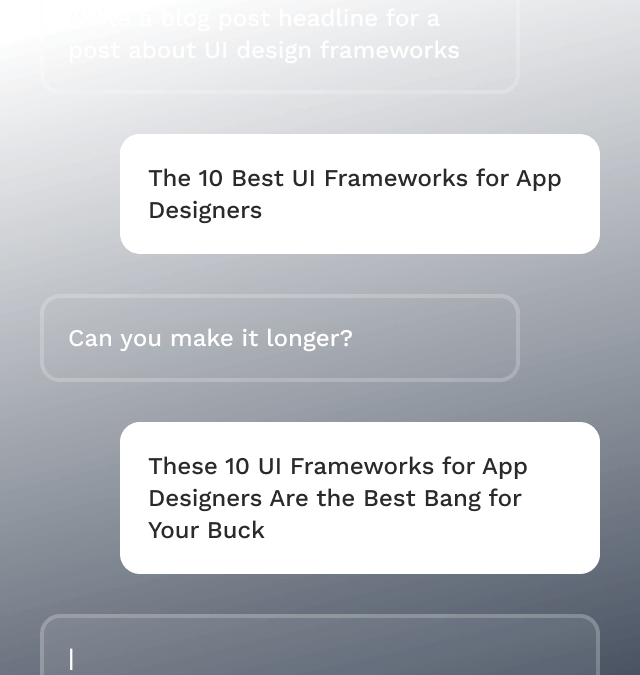 a blog post headline for a
post about UI design frameworks
The 10 Best UI Frameworks for App
Designers
Can you make it longer?
These 10 UI Frameworks for App
Designers Are the Best Bang for
Your Buck